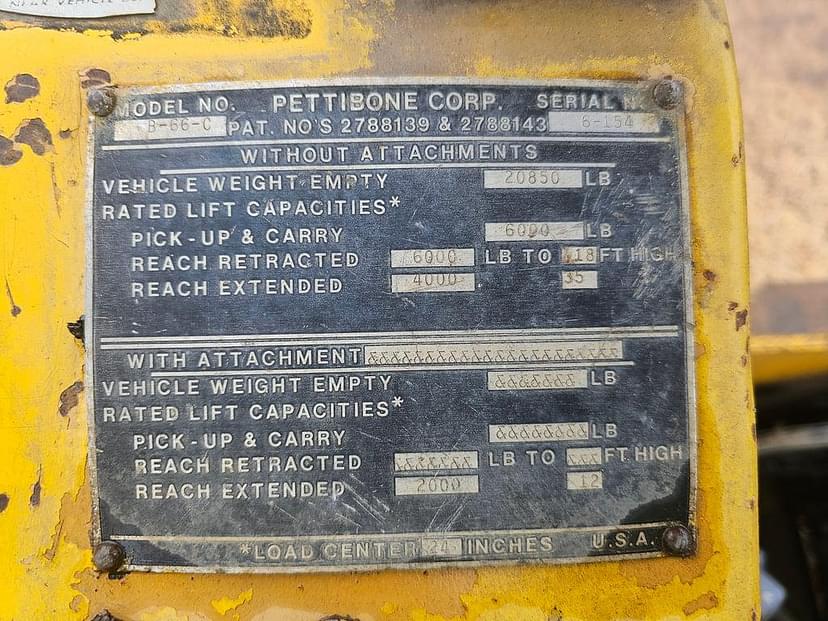 MODEL NO. PETTIBONE CORP. SERIAL N
B-66-C PAT. NO'S 2788139 & 2788143 6-154
WITHOUT ATTACHMENTS
VEHICLE WEIGHT EMPTY 20850 LB
RATED LIFT CAPACITIES*
PICK-UP & CARRY 6000 LB
REACH RETRACTED 6000 LB TO 18 FT HIGH
REACH EXTENDED 4000 35
WITH ATTACHMENT &&&&&&&&&&&&&&&&&&&&&&
VEHICLE WEIGHT EMPTY &&&&&&& LB
RATED LIFT CAPACITIES*
PICK-UP & CARRY &&&&&&&& LB
REACH RETRACTED &&&&&&& LB TO &&& FT HIGH
REACH EXTENDED 2000 12
*LOAD CENTER 24 INCHES U.S.A.